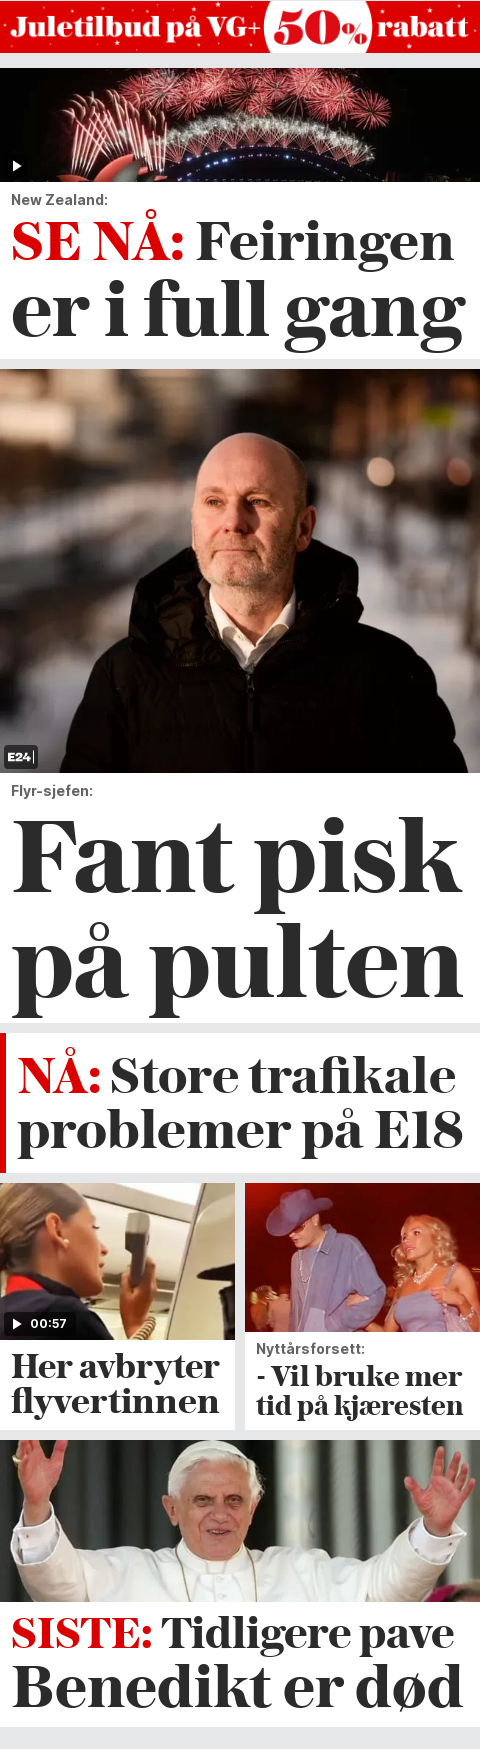 Juletilbud på VG+ 50% rabatt
New Zealand:
SE NÅ: Feiringen
er i full gang
E24
Flyr-sjefen:
Fant pisk
på pulten
NÅ: Store trafikale
problemer på E18
00:57
Her avbryter
flyvertinnen
Nyttårsforsett:
- Vil bruke mer
tid på kjæresten
SISTE: Tidligere pave
Benedikt er død